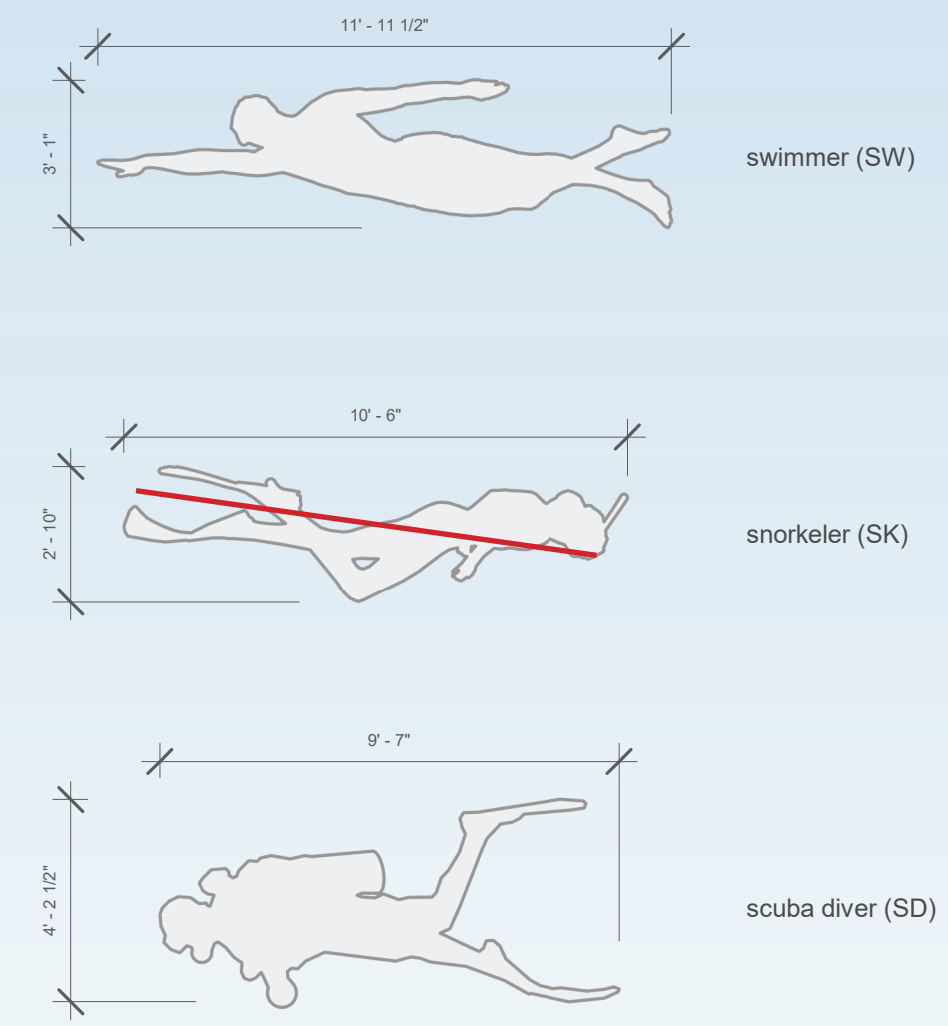 11' - 11 1/2"
3' - 1"
swimmer (SW)
10' - 6"
2' - 10"
snorkeler (SK)
9' - 7"
4' - 2 1/2"
scuba diver (SD)